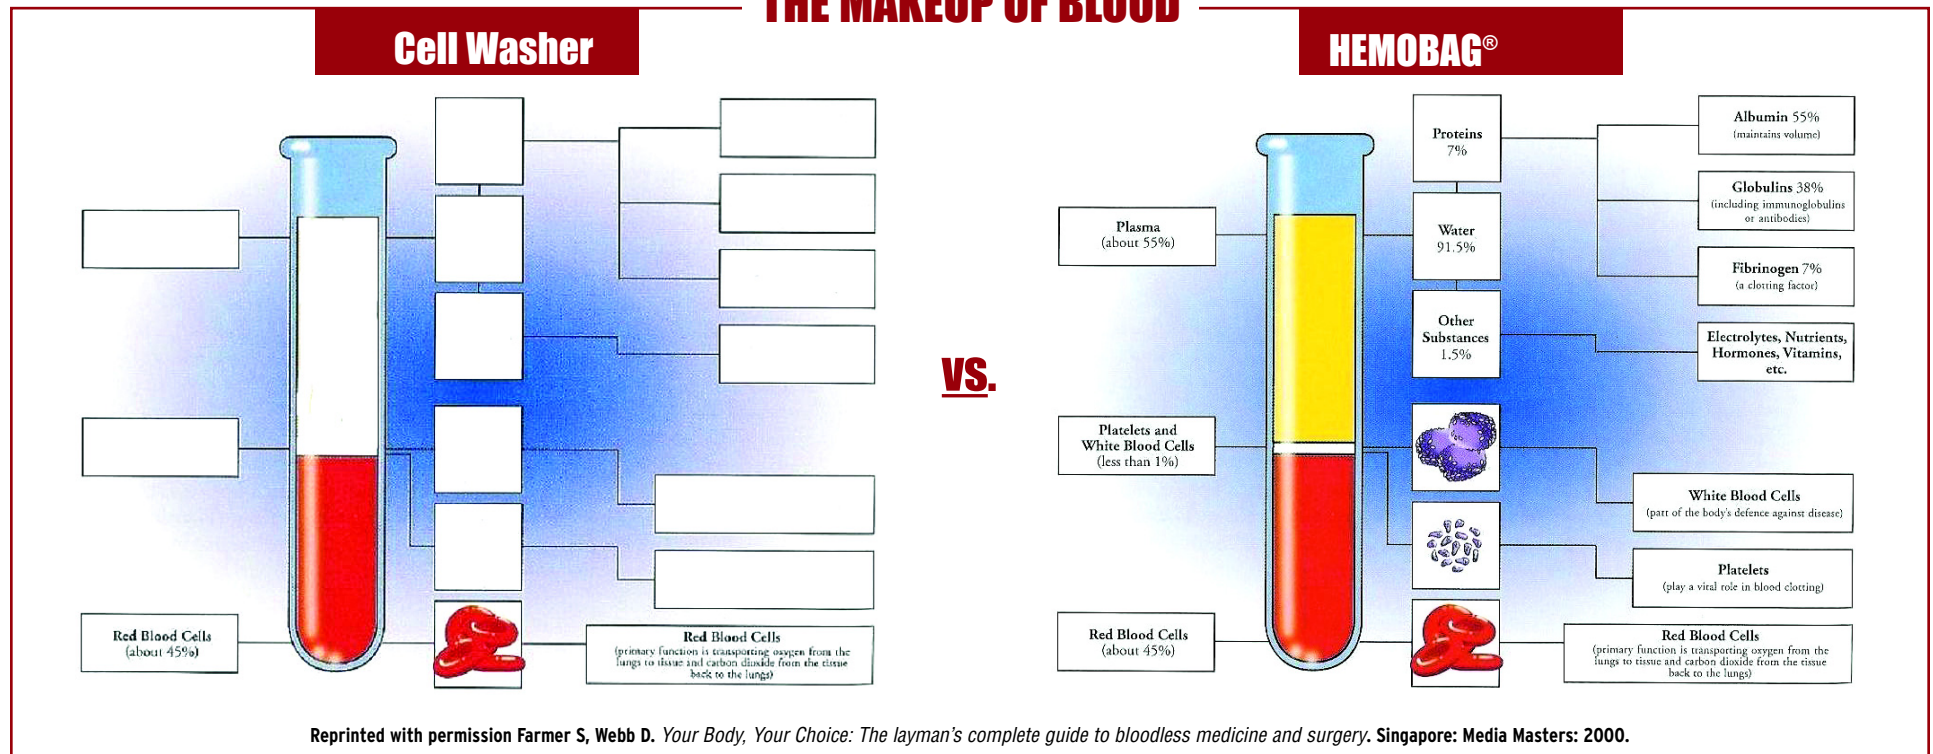 THE MAKEUP OF BLOOD
Cell Washer
Red Blood Cells
(about 45%)
Red Blood Cells
(primary function is transporting oxygen from the
lungs to tissue and carbon dioxide from the tissue
back to the lungs)
VS.
HEMOBAG®
Plasma
(about 55%)
Platelets and
White Blood Cells
(less than 1%)
Red Blood Cells
(about 45%)
Proteins
7%
Water
91.5%
Other
Substances
1.5%
Albumin 55%
(maintains volume)
Globulins 38%
(including immunoglobulins
or antibodies)
Fibrinogen 7%
(a clotting factor)
Electrolytes, Nutrients,
Hormones, Vitamins,
etc.
White Blood Cells
(part of the body's defence against disease)
Platelets
(play a vital role in blood clotting)
Red Blood Cells
(primary function is transporting oxygen from the
lungs to tissue and carbon dioxide from the tissue
back to the lungs)
Reprinted with permission Farmer S, Webb D. Your Body, Your Choice: The layman's complete guide to bloodless medicine and surgery. Singapore: Media Masters: 2000.